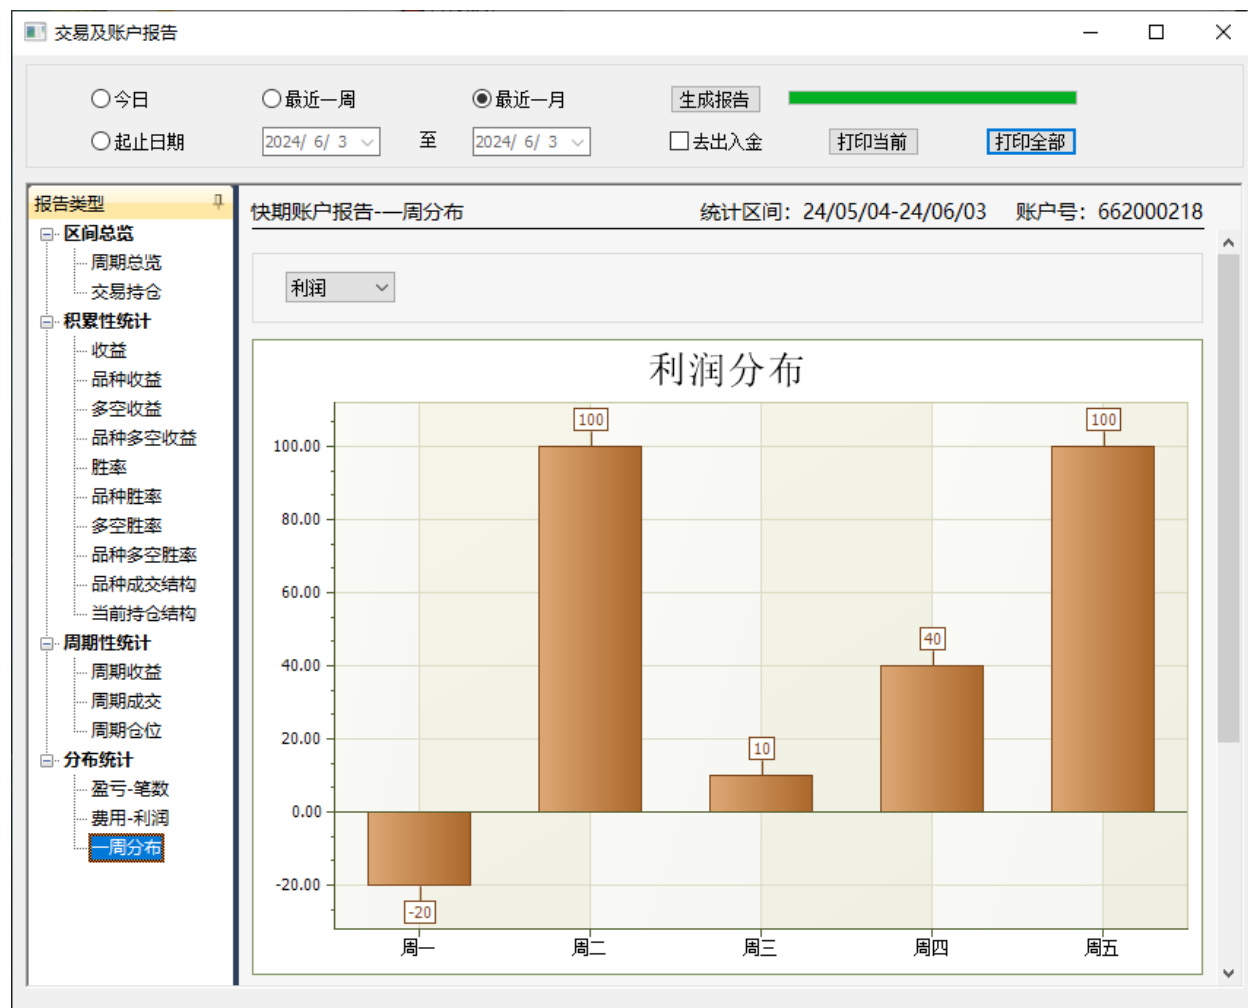 交易及账户报告
今日 最近一周 最近一月 生成报告
起止日期 2024/ 6/ 3 至 2024/ 6/ 3 去出入金 打印当前 打印全部
报告类型
区间总览
周期总览
交易持仓
积累性统计
收益
品种收益
多空收益
品种多空收益
胜率
品种胜率
多空胜率
品种多空胜率
品种成交结构
当前持仓结构
周期性统计
周期收益
周期成交
周期仓位
分布统计
盈亏-笔数
费用-利润
一周分布
快期账户报告-一周分布 统计区间：24/05/04-24/06/03 账户号：662000218
利润
利润分布
100 100
100.00
80.00
60.00
40
40.00
20.00
10
0.00
-20.00
-20
周一 周二 周三 周四 周五